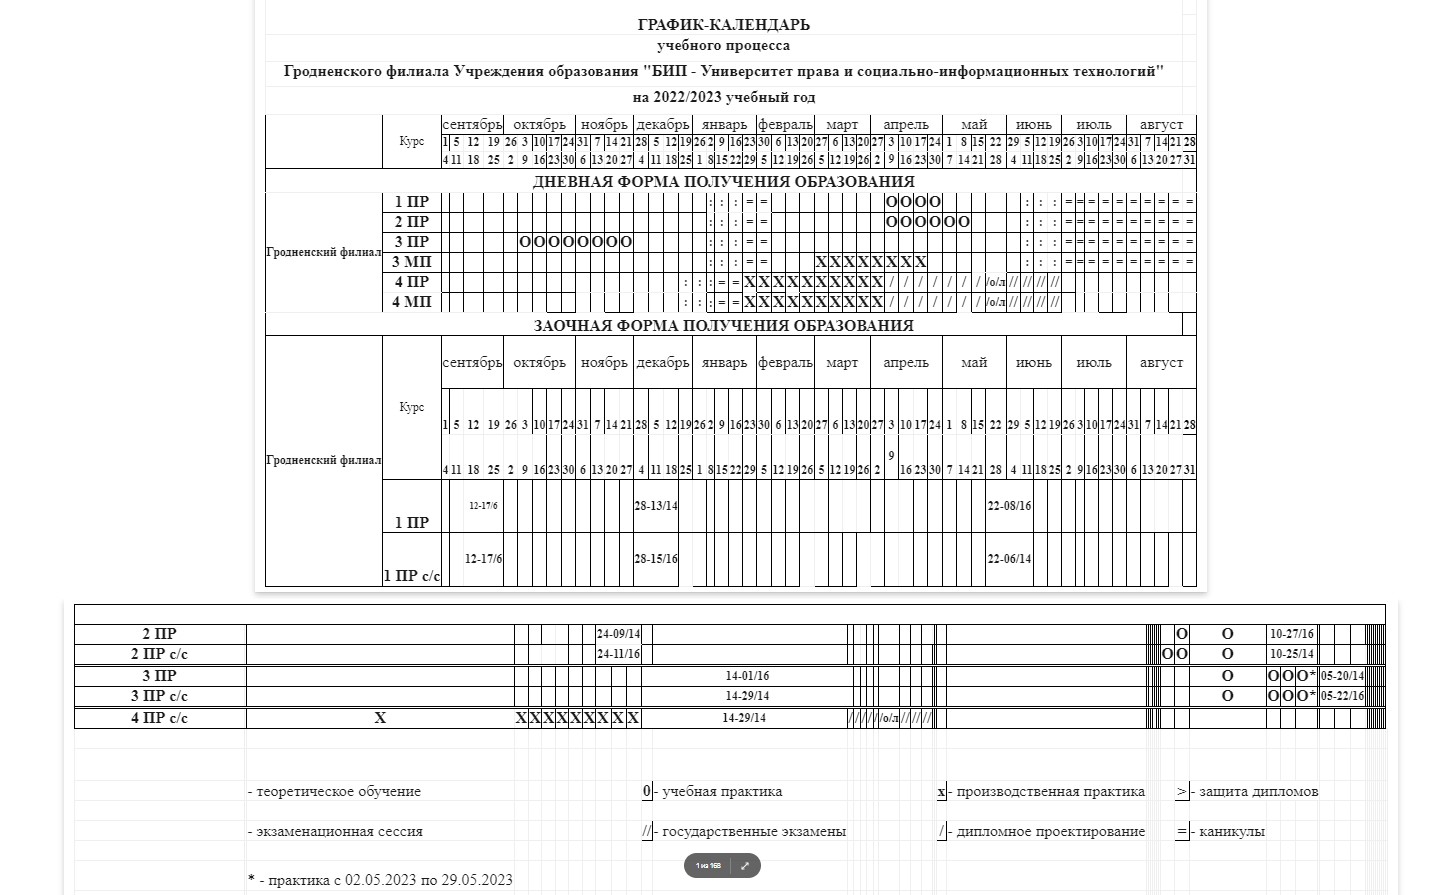 ГРАФИК-КАЛЕНДАРЬ
учебного процесса
Гродненского филиала Учреждения образования "БИП - Университет права и социально-информационных технологий"
на 2022/2023 учебный год
Курс сентябрь октябрь ноябрь декабрь январь февраль март апрель май июнь июль август
1 5 12 19 26 3 10 17 24 31 7 14 21 28 5 12 19 26 2 9 16 23 30 6 13 20 27 6 13 20 27 3 10 17 24 1 8 15 22 29 5 12 19 26 3 10 17 24 31 7 14 21 28
4 11 18 25 2 9 16 23 30 6 13 20 27 4 11 18 25 1 8 15 22 29 5 12 19 26 5 12 19 26 2 9 16 23 30 7 14 21 28 4 11 18 25 2 9 16 23 30 6 13 20 27 31
ДНЕВНАЯ ФОРМА ПОЛУЧЕНИЯ ОБРАЗОВАНИЯ
Гродненский филиал
1 ПР : : : = = O O O O : : : = = = = = = = = = =
2 ПР : : : = = O O O O O O : : : = = = = = = = = = =
3 ПР O O O O O O O O : : : = = : : : = = = = = = = = = =
3 МП : : : = = X X X X X X X X : : : = = = = = = = = = =
4 ПР : : : = = X X X X X X X X X X / / / / / / / /о/л // // // //
4 МП : : : = = X X X X X X X X X X / / / / / / / /о/л // // // //
ЗАОЧНАЯ ФОРМА ПОЛУЧЕНИЯ ОБРАЗОВАНИЯ
Гродненский филиал
Курс сентябрь октябрь ноябрь декабрь январь февраль март апрель май июнь июль август
1 5 12 19 26 3 10 17 24 31 7 14 21 28 5 12 19 26 2 9 16 23 30 6 13 20 27 6 13 20 27 3 10 17 24 1 8 15 22 29 5 12 19 26 3 10 17 24 31 7 14 21 28
4 11 18 25 2 9 16 23 30 6 13 20 27 4 11 18 25 1 8 15 22 29 5 12 19 26 5 12 19 26 2 9 16 23 30 7 14 21 28 4 11 18 25 2 9 16 23 30 6 13 20 27 31
1 ПР 12-17/6 28-13/14 22-08/16
1 ПР с/с 12-17/6 28-15/16 22-06/14
2 ПР 24-09/14 O O 10-27/16
2 ПР с/с 24-11/16 O O O 10-25/14
3 ПР 14-01/16 O O O O* 05-20/14
3 ПР с/с 14-29/14 O O O O* 05-22/16
4 ПР с/с X X X X X X X X X X 14-29/14 / / / / / /о/л // // //
- теоретическое обучение 0 - учебная практика x - производственная практика > - защита дипломов
- экзаменационная сессия // - государственные экзамены / - дипломное проектирование = - каникулы
1 из 168
* - практика с 02.05.2023 по 29.05.2023